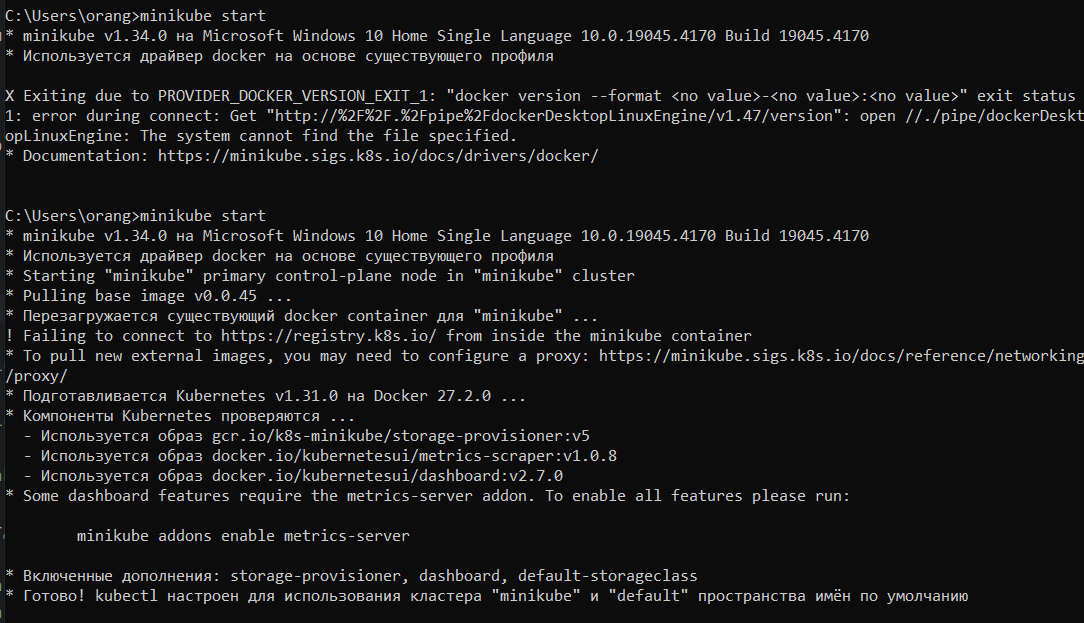 C:\Users\orang>minikube start
* minikube v1.34.0 на Microsoft Windows 10 Home Single Language 10.0.19045.4170 Build 19045.4170
* Используется драйвер docker на основе существующего профиля
X Exiting due to PROVIDER_DOCKER_VERSION_EXIT_1: "docker version --format <no value>-<no value>:<no value>" exit status
1: error during connect: Get "http://%2F%2F.%2Fpipe%2FdockerDesktopLinuxEngine/v1.47/version": open //./pipe/dockerDeskt
opLinuxEngine: The system cannot find the file specified.
* Documentation: https://minikube.sigs.k8s.io/docs/drivers/docker/
C:\Users\orang>minikube start
* minikube v1.34.0 на Microsoft Windows 10 Home Single Language 10.0.19045.4170 Build 19045.4170
* Используется драйвер docker на основе существующего профиля
* Starting "minikube" primary control-plane node in "minikube" cluster
* Pulling base image v0.0.45 ...
* Перезагружается существующий docker container для "minikube" ...
! Failing to connect to https://registry.k8s.io/ from inside the minikube container
* To pull new external images, you may need to configure a proxy: https://minikube.sigs.k8s.io/docs/reference/networking
/proxy/
* Подготавливается Kubernetes v1.31.0 на Docker 27.2.0 ...
* Компоненты Kubernetes проверяются ...
  - Используется образ gcr.io/k8s-minikube/storage-provisioner:v5
  - Используется образ docker.io/kubernetesui/metrics-scraper:v1.0.8
  - Используется образ docker.io/kubernetesui/dashboard:v2.7.0
* Some dashboard features require the metrics-server addon. To enable all features please run:
        minikube addons enable metrics-server
* Включенные дополнения: storage-provisioner, dashboard, default-storageclass
* Готово! kubectl настроен для использования кластера "minikube" и "default" пространства имён по умолчанию